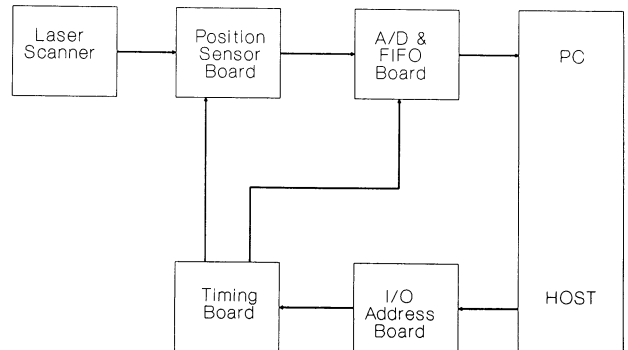 Laser
Scanner
Position
Sensor
Board
A/D &
FIFO
Board
PC
Timing
Board
I/O
Address
Board
HOST